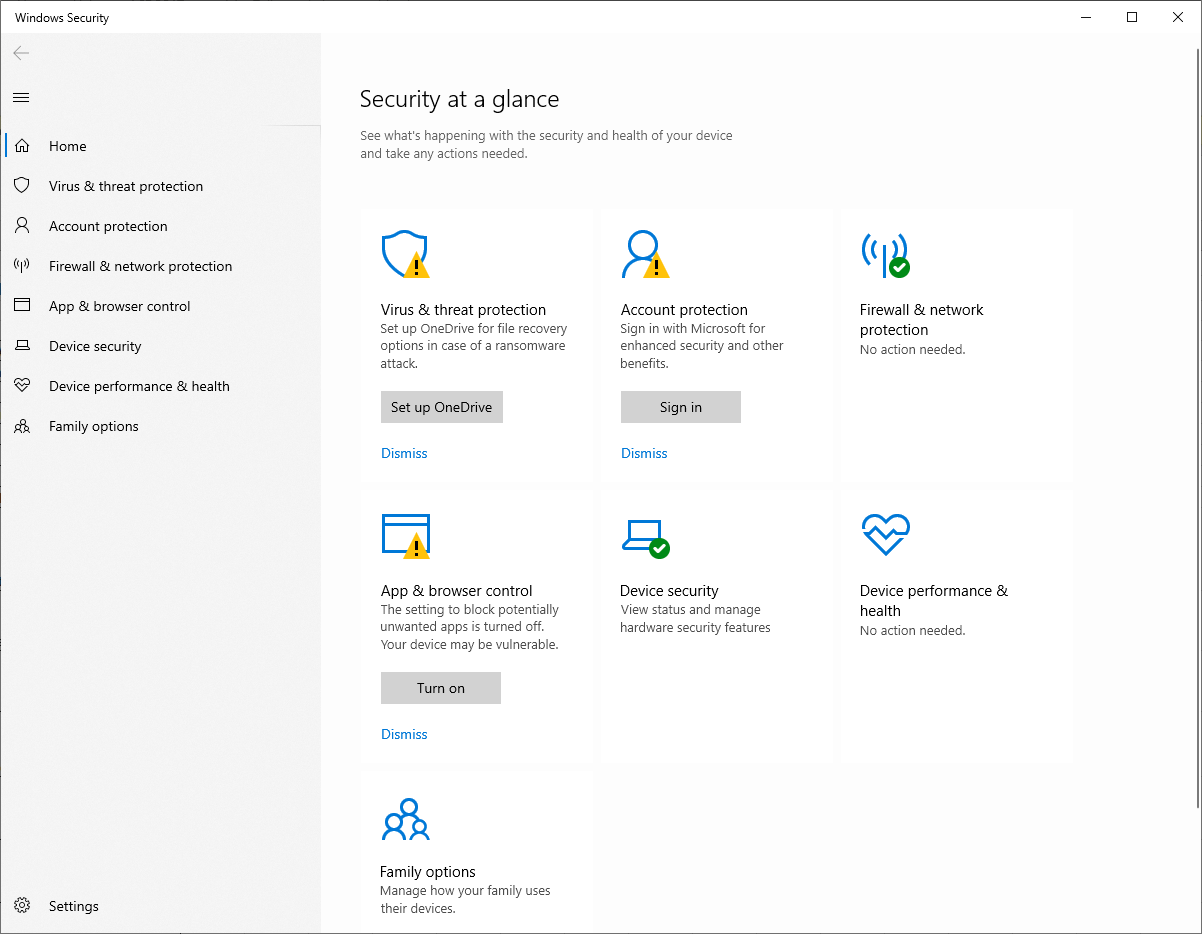 Windows Security
Home
Virus & threat protection
Account protection
Firewall & network protection
App & browser control
Device security
Device performance & health
Family options
Settings
Security at a glance
See what's happening with the security and health of your device
and take any actions needed.
Virus & threat protection
Set up OneDrive for file recovery
options in case of a ransomware
attack.
Set up OneDrive
Dismiss
Account protection
Sign in with Microsoft for
enhanced security and other
benefits.
Sign in
Dismiss
Firewall & network
protection
No action needed.
App & browser control
The setting to block potentially
unwanted apps is turned off.
Your device may be vulnerable.
Turn on
Dismiss
Device security
View status and manage
hardware security features
Device performance &
health
No action needed.
Family options
Manage how your family uses
their devices.